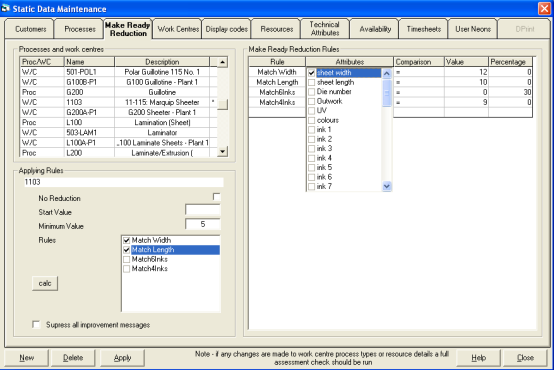 Static Data Maintenance
Customers Processes Make Ready Reduction Work Centres Display codes Resources Technical Attributes Availability Timesheets User Neons DPrint
Processes and work centres
Proc/WC Name Description
W/C 501-POL1 Polar Guillotine 115 No. 1
W/C G100B-P1 G100 Guillotine - Plant 1
Proc G200 Guillotine
W/C 1103 11-115: Marquip Sheeter *
W/C G200A-P1 G200 Sheeter - Plant 1
Proc L100 Lamination (Sheet)
W/C 503-LAM1 Laminator
W/C L100A-P1 .,100 Laminate Sheets - Plant 1
Proc L200 Laminate/Extrusion (
Applying Rules
1103
No Reduction
Start Value
Minimum Value 5
Rules
Match Width
Match Length
Match6Inks
Match4Inks
calc
Supress all improvement messages
Make Ready Reduction Rules
Rule Attributes Comparison Value Percentage
Match Width sheet width = 12 0
Match Length sheet length = 10 0
Match6Inks Die number = 0 30
Match4Inks Outwork = 9 0
UV
colours
ink 1
ink 2
ink 3
ink 4
ink 5
ink 6
ink 7
New Delete Apply
Note - if any changes are made to work centre process types or resource details a full
assessment check should be run
Help Close